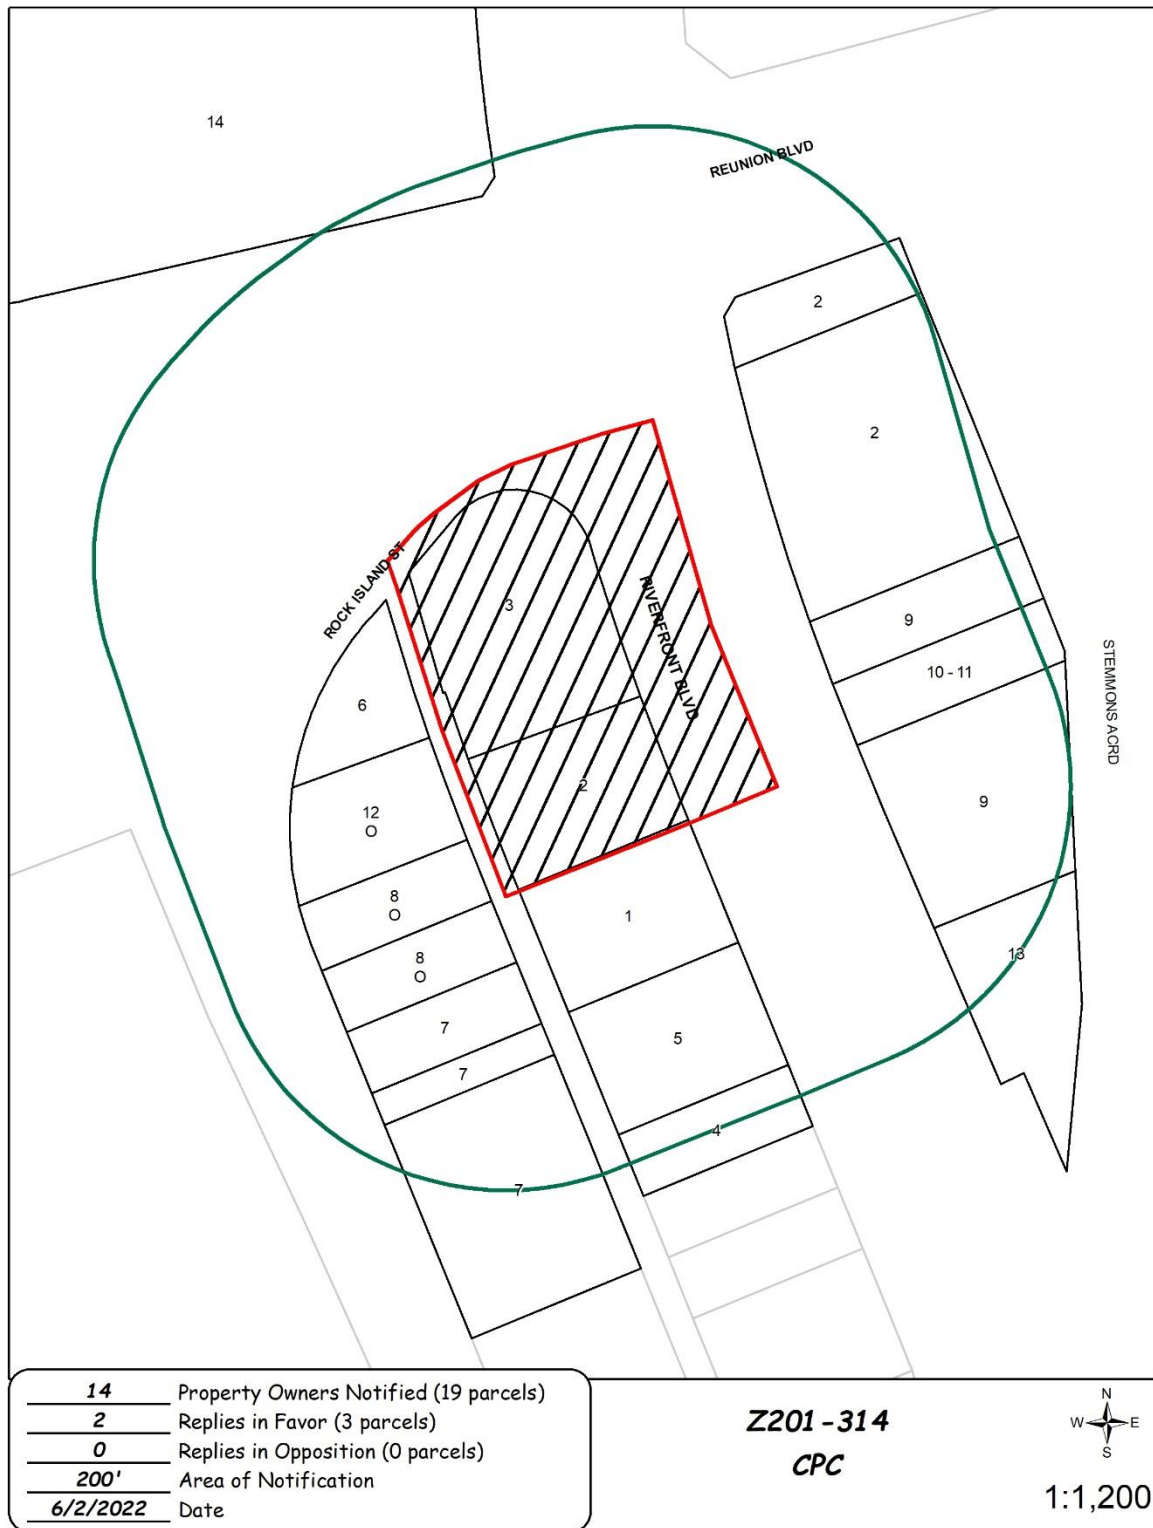 14
REUNION BLVD
2
2
ROCK ISLAND ST
3
RIVERFRONT BLVD
9
10 - 11
STEMMONS ACRD
6
2
9
12
O
8
O
1
8
O
13
7
5
7
4
7
14 Property Owners Notified (19 parcels)
2 Replies in Favor (3 parcels)
0 Replies in Opposition (0 parcels)
200' Area of Notification
6/2/2022 Date
Z201-314
CPC
N
W E
S
1:1,200